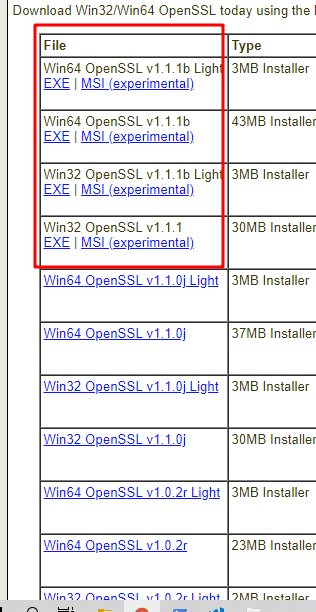 Download Win32/Win64 OpenSSL today using the
File Type
Win64 OpenSSL v1.1.1b Light 3MB Installer
EXE | MSI (experimental)
Win64 OpenSSL v1.1.1b 43MB Installer
EXE | MSI (experimental)
Win32 OpenSSL v1.1.1b Light 3MB Installer
EXE | MSI (experimental)
Win32 OpenSSL v1.1.1 30MB Installer
EXE | MSI (experimental)
Win64 OpenSSL v1.1.0j Light 3MB Installer
Win64 OpenSSL v1.1.0j 37MB Installer
Win32 OpenSSL v1.1.0j Light 3MB Installer
Win32 OpenSSL v1.1.0j 30MB Installer
Win64 OpenSSL v1.0.2r Light 3MB Installer
Win64 OpenSSL v1.0.2r 23MB Installer
Win32 OpenSSL v1.0.2r Light 2MB Installer